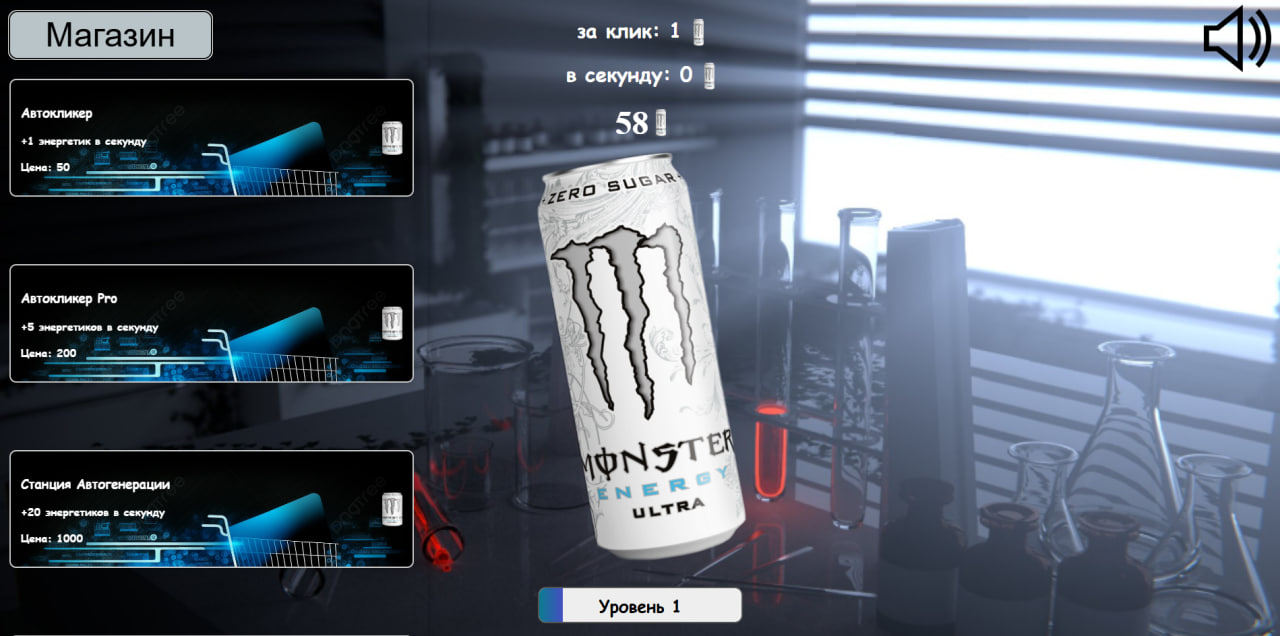 Магазин
за клик: 1
в секунду: 0
58
Автокликер
+1 энергетик в секунду
Цена: 50
Автокликер Pro
+5 энергетиков в секунду
Цена: 200
Станция Автогенерации
+20 энергетиков в секунду
Цена: 1000
-ZERO SUGAR-
MONSTER
ENERGY
ULTRA
Уровень 1